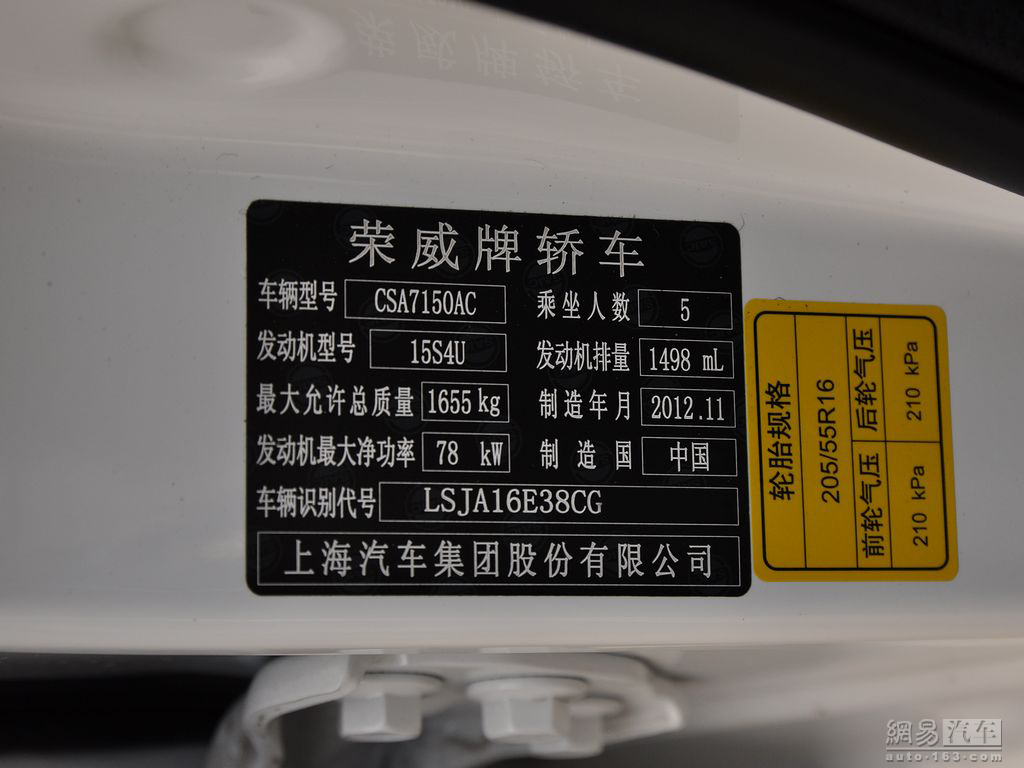 荣威牌轿车
车辆型号 CSA7150AC 乘坐人数 5
发动机型号 15S4U 发动机排量 1498 mL
最大允许总质量 1655 kg 制造年月 2012.11
发动机最大净功率 78 kW 制造国 中国
车辆识别代号 LSJA16E38CG
上海汽车集团股份有限公司
轮胎规格
205/55R16
前轮气压 后轮气压
210 kPa 210 kPa
網易汽车
auto.163.com